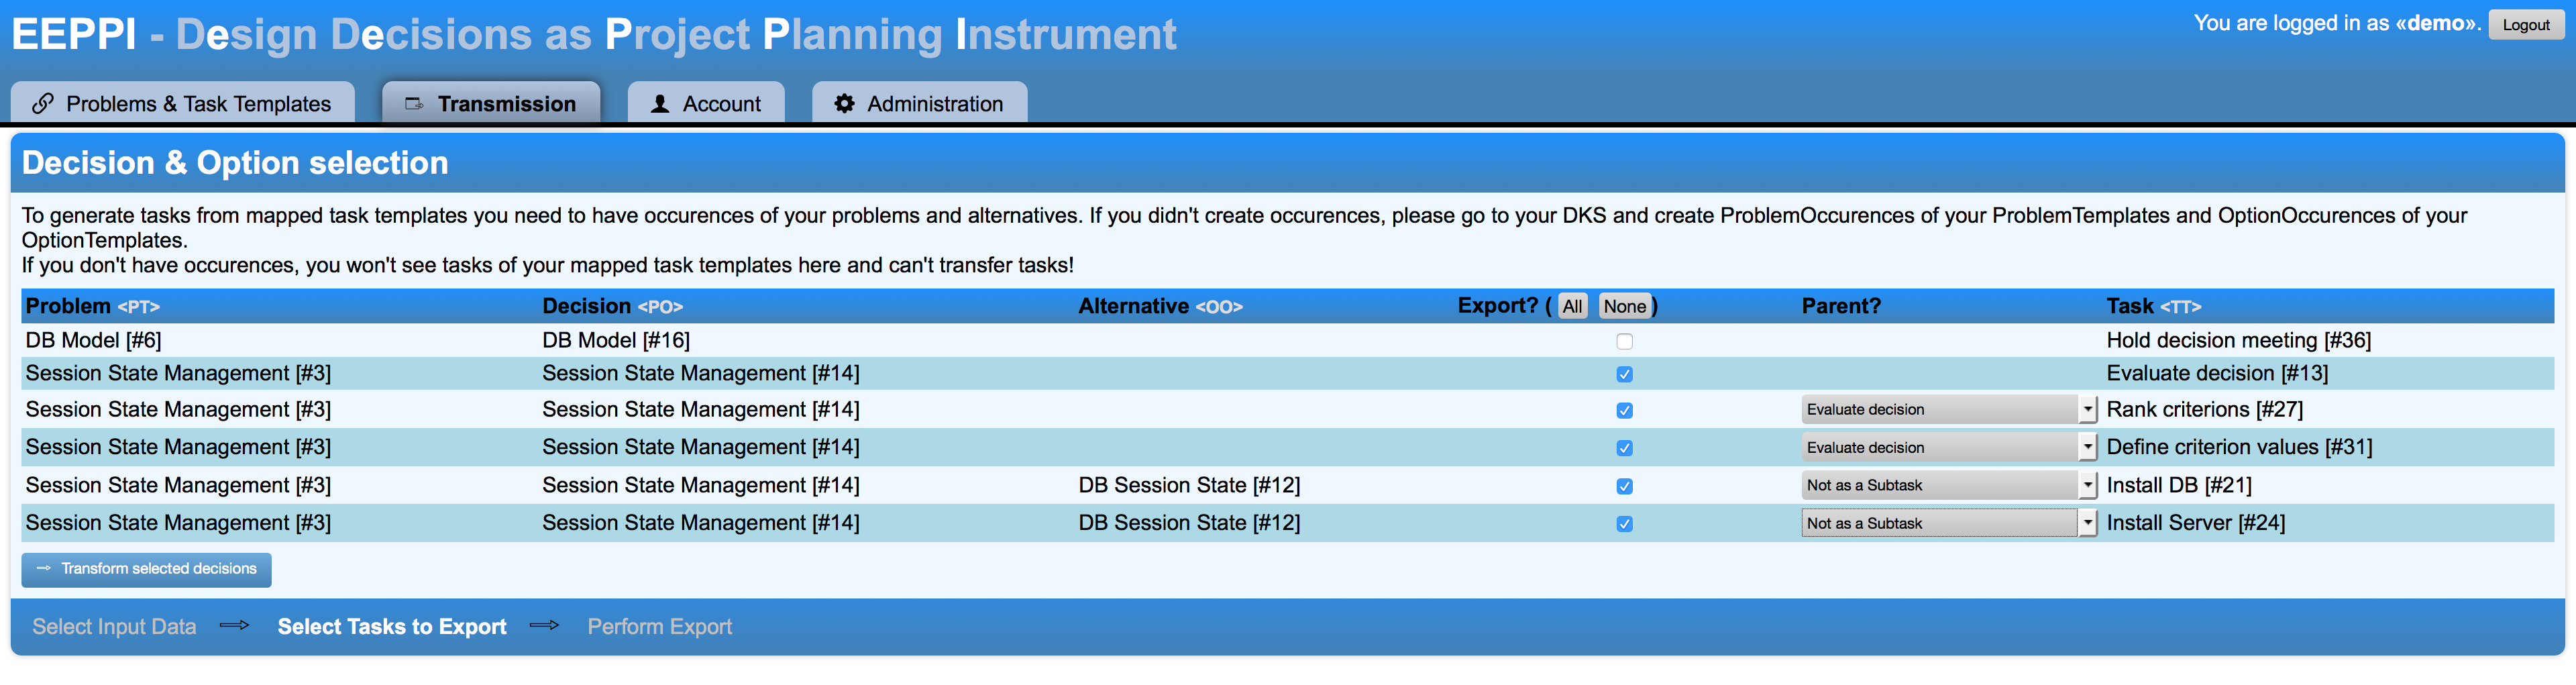 EEPPI - Design Decisions as Project Planning Instrument
You are logged in as «demo». Logout
Problems & Task Templates Transmission Account Administration
Decision & Option selection
To generate tasks from mapped task templates you need to have occurences of your problems and alternatives. If you didn't create occurences, please go to your DKS and create ProblemOccurences of your ProblemTemplates and OptionOccurences of your
OptionTemplates.
If you don't have occurences, you won't see tasks of your mapped task templates here and can't transfer tasks!
Problem <PT> Decision <PO> Alternative <OO> Export? ( All None ) Parent? Task <TT>
DB Model [#6] DB Model [#16] Hold decision meeting [#36]
Session State Management [#3] Session State Management [#14] Evaluate decision [#13]
Session State Management [#3] Session State Management [#14] Evaluate decision Rank criterions [#27]
Session State Management [#3] Session State Management [#14] Evaluate decision Define criterion values [#31]
Session State Management [#3] Session State Management [#14] DB Session State [#12] Not as a Subtask Install DB [#21]
Session State Management [#3] Session State Management [#14] DB Session State [#12] Not as a Subtask Install Server [#24]
Transform selected decisions
Select Input Data Select Tasks to Export Perform Export